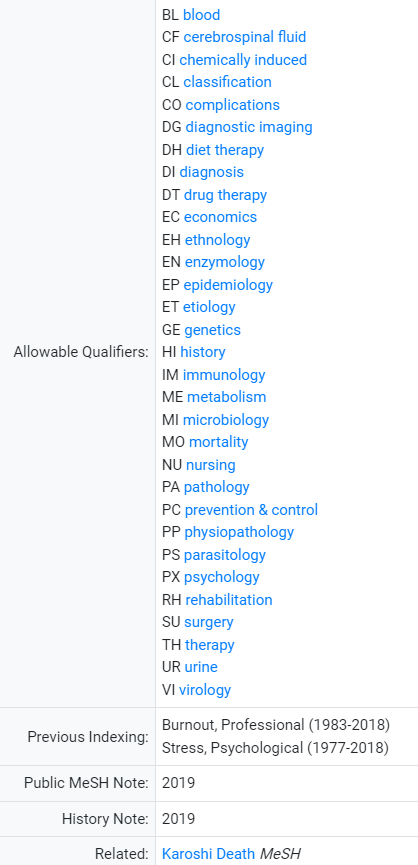 BL blood
CF cerebrospinal fluid
CI chemically induced
CL classification
CO complications
DG diagnostic imaging
DH diet therapy
DI diagnosis
DT drug therapy
EC economics
EH ethnology
EN enzymology
EP epidemiology
ET etiology
GE genetics
Allowable Qualifiers: HI history
IM immunology
ME metabolism
MI microbiology
MO mortality
NU nursing
PA pathology
PC prevention & control
PP physiopathology
PS parasitology
PX psychology
RH rehabilitation
SU surgery
TH therapy
UR urine
VI virology
Previous Indexing: Burnout, Professional (1983-2018)
Stress, Psychological (1977-2018)
Public MeSH Note: 2019
History Note: 2019
Related: Karoshi Death MeSH